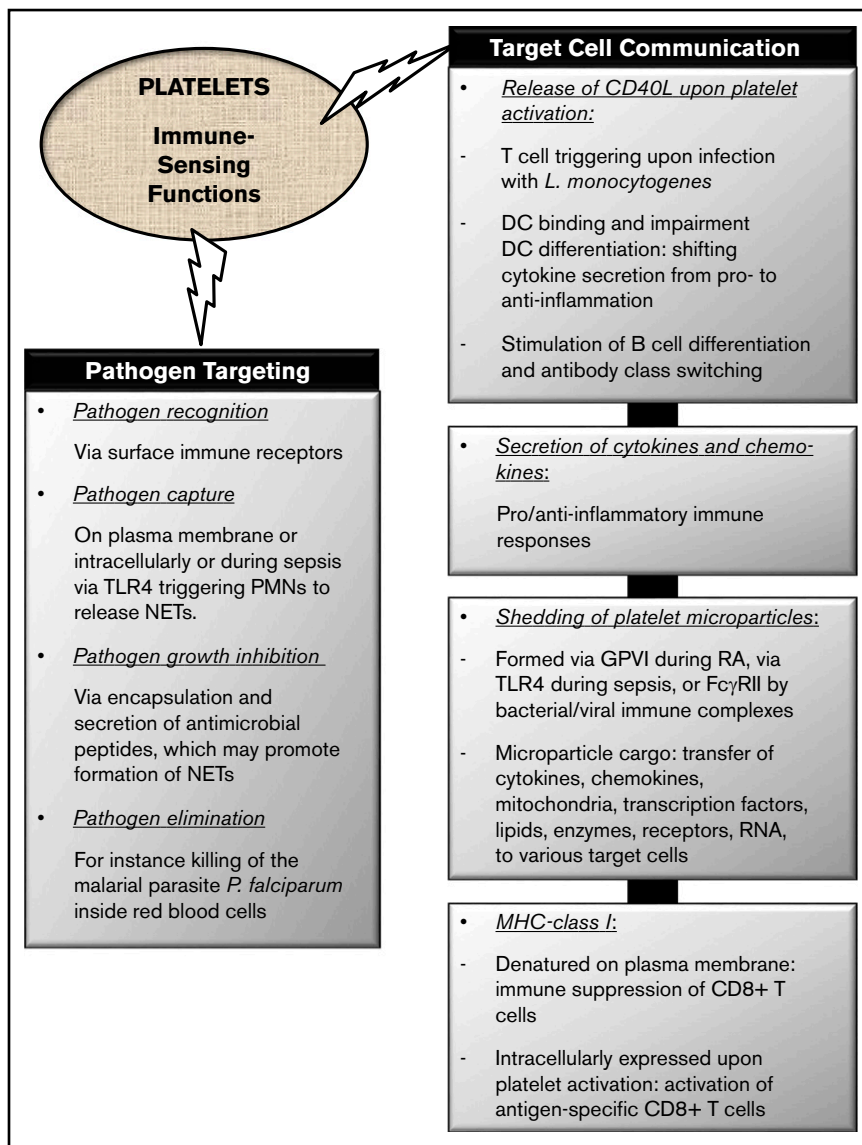 PLATELETS
Immune-
Sensing
Functions
Pathogen Targeting
• Pathogen recognition
Via surface immune receptors
• Pathogen capture
On plasma membrane or
intracellularly or during sepsis
via TLR4 triggering PMNs to
release NETs.
• Pathogen growth inhibition
Via encapsulation and
secretion of antimicrobial
peptides, which may promote
formation of NETs
• Pathogen elimination
For instance killing of the
malarial parasite P. falciparum
inside red blood cells
Target Cell Communication
• Release of CD40L upon platelet
activation:
- T cell triggering upon infection
with L. monocytogenes
- DC binding and impairment
DC differentiation: shifting
cytokine secretion from pro- to
anti-inflammation
- Stimulation of B cell differentiation
and antibody class switching
• Secretion of cytokines and chemo-
kines:
Pro/anti-inflammatory immune
responses
• Shedding of platelet microparticles:
- Formed via GPVI during RA, via
TLR4 during sepsis, or FcγRII by
bacterial/viral immune complexes
- Microparticle cargo: transfer of
cytokines, chemokines,
mitochondria, transcription factors,
lipids, enzymes, receptors, RNA,
to various target cells
• MHC-class I:
- Denatured on plasma membrane:
immune suppression of CD8+ T
cells
- Intracellularly expressed upon
platelet activation: activation of
antigen-specific CD8+ T cells